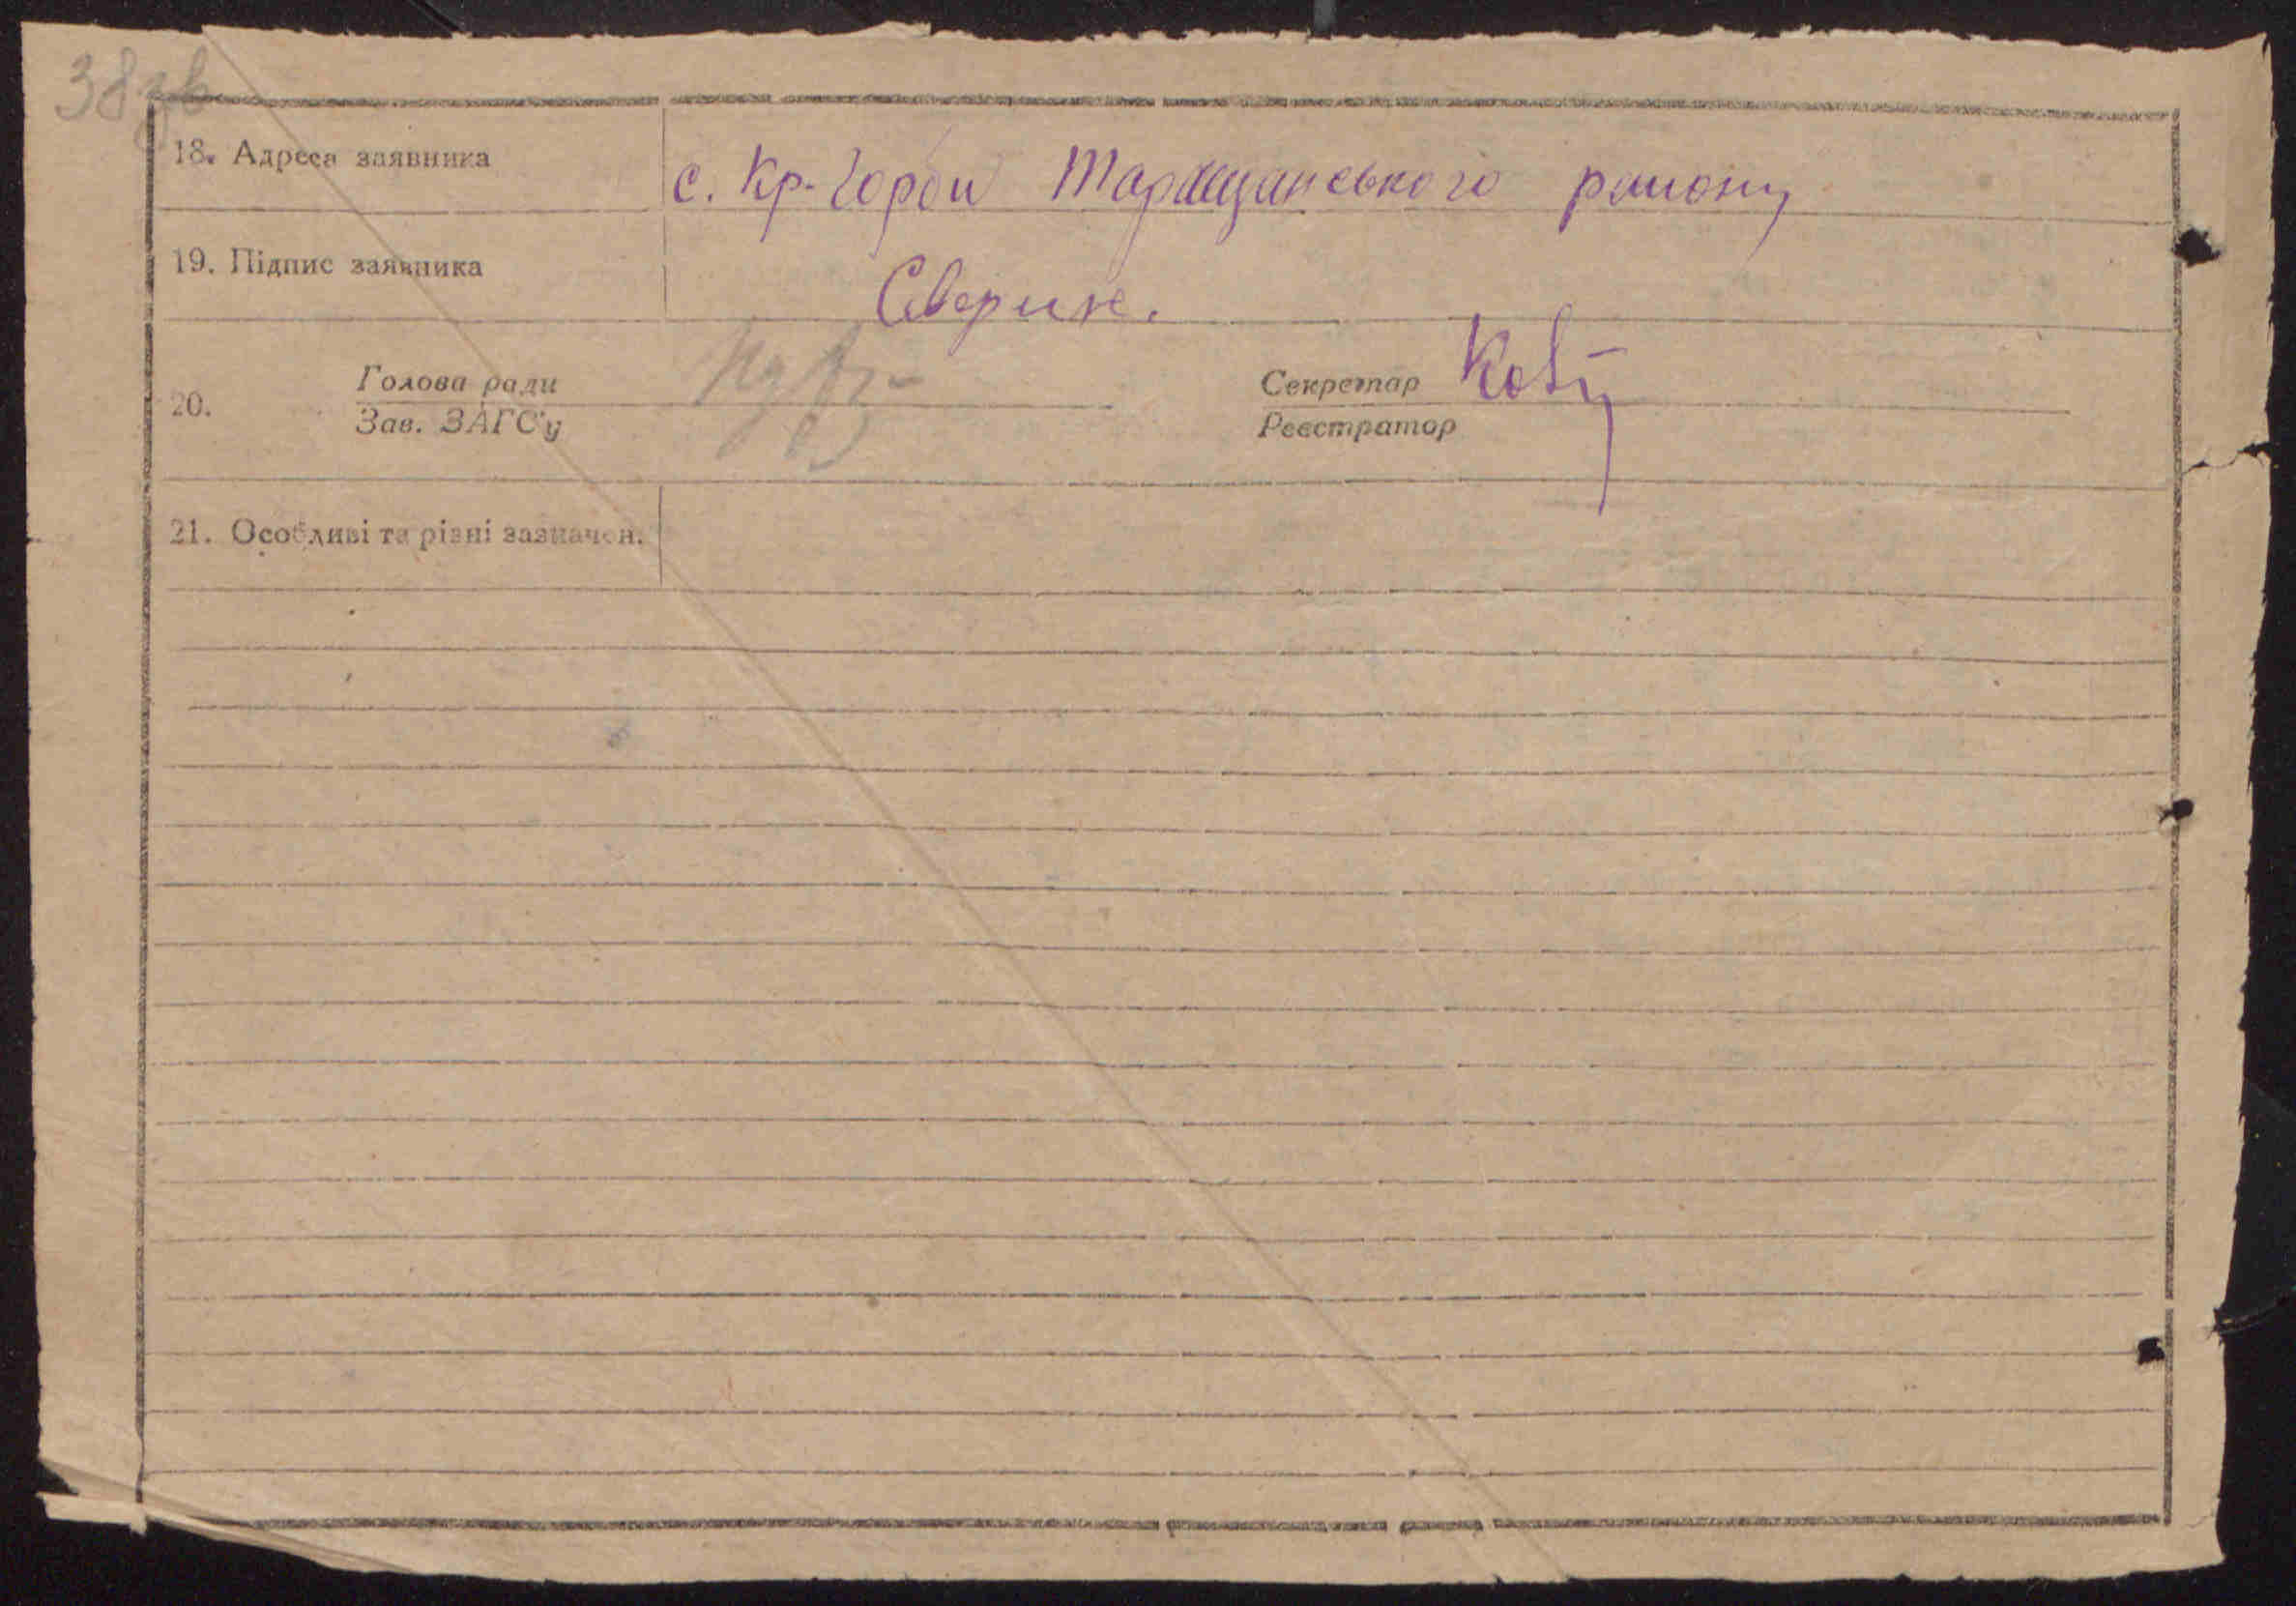 38зв
18. Адреса заявника с. Кр-Горби Таращанського району
19. Підпис заявника Сверик.
20. Голова ради Секретар
Зав. ЗАГС'у Реєстратор
21. Особливі та різні зазначен.